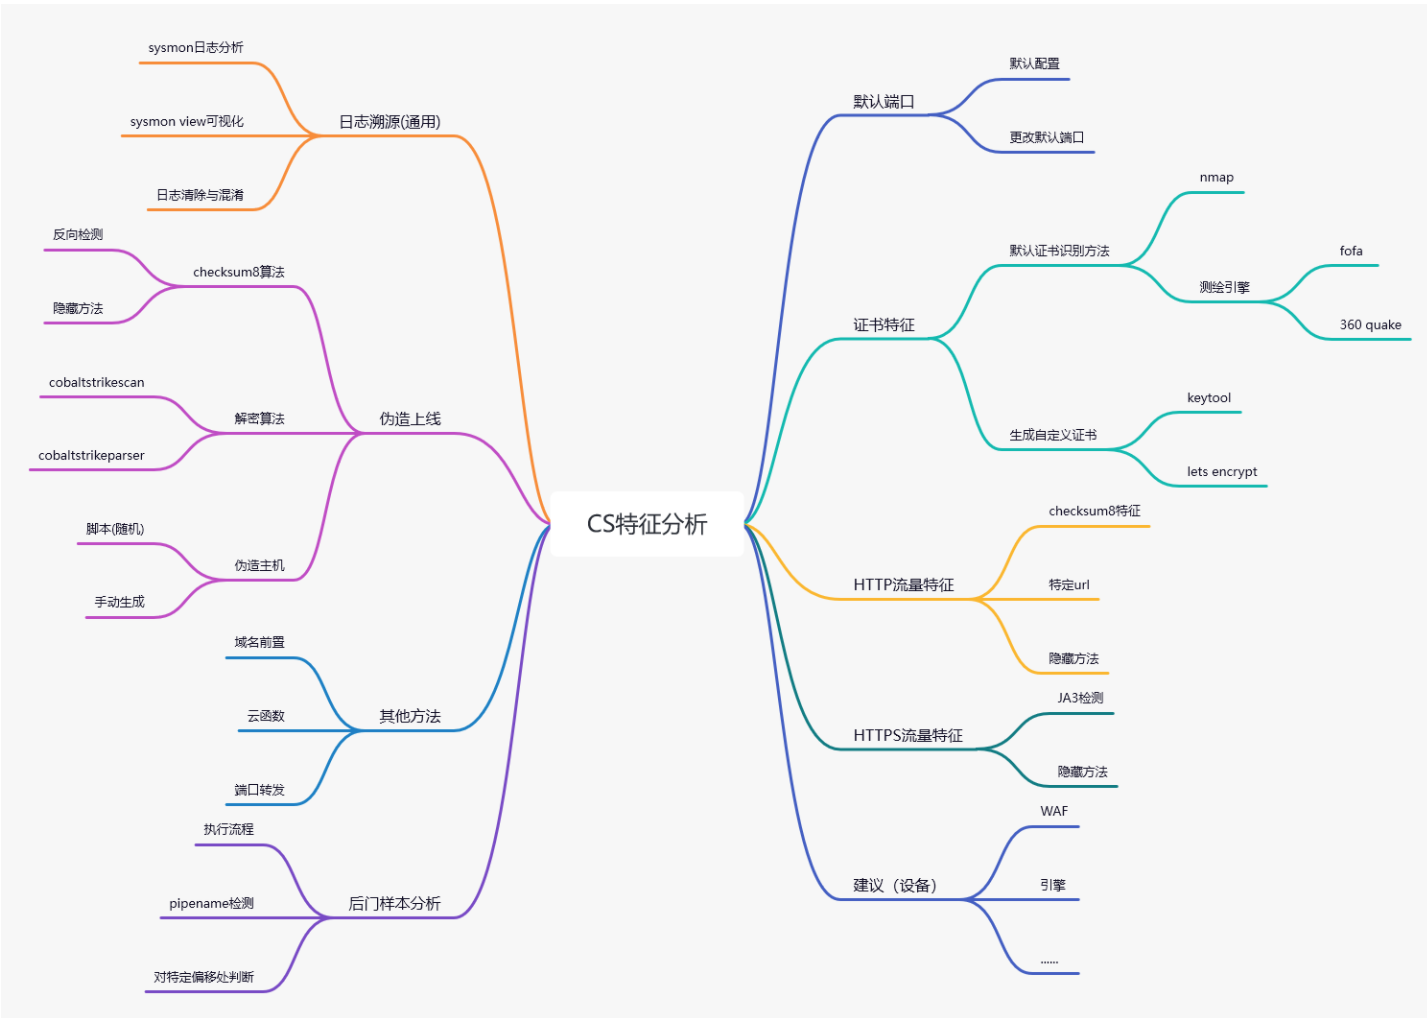 CS特征分析
默认端口
默认配置
更改默认端口
证书特征
默认证书识别方法
nmap
测绘引擎
fofa
360 quake
生成自定义证书
keytool
lets encrypt
HTTP流量特征
checksum8特征
特定url
隐藏方法
HTTPS流量特征
JA3检测
隐藏方法
建议（设备）
WAF
引擎
......
日志溯源(通用)
sysmon日志分析
sysmon view可视化
日志清除与混淆
伪造上线
checksum8算法
反向检测
隐藏方法
解密算法
cobaltstrikescan
cobaltstrikeparser
伪造主机
脚本(随机)
手动生成
其他方法
域名前置
云函数
端口转发
后门样本分析
执行流程
pipename检测
对特定偏移处判断